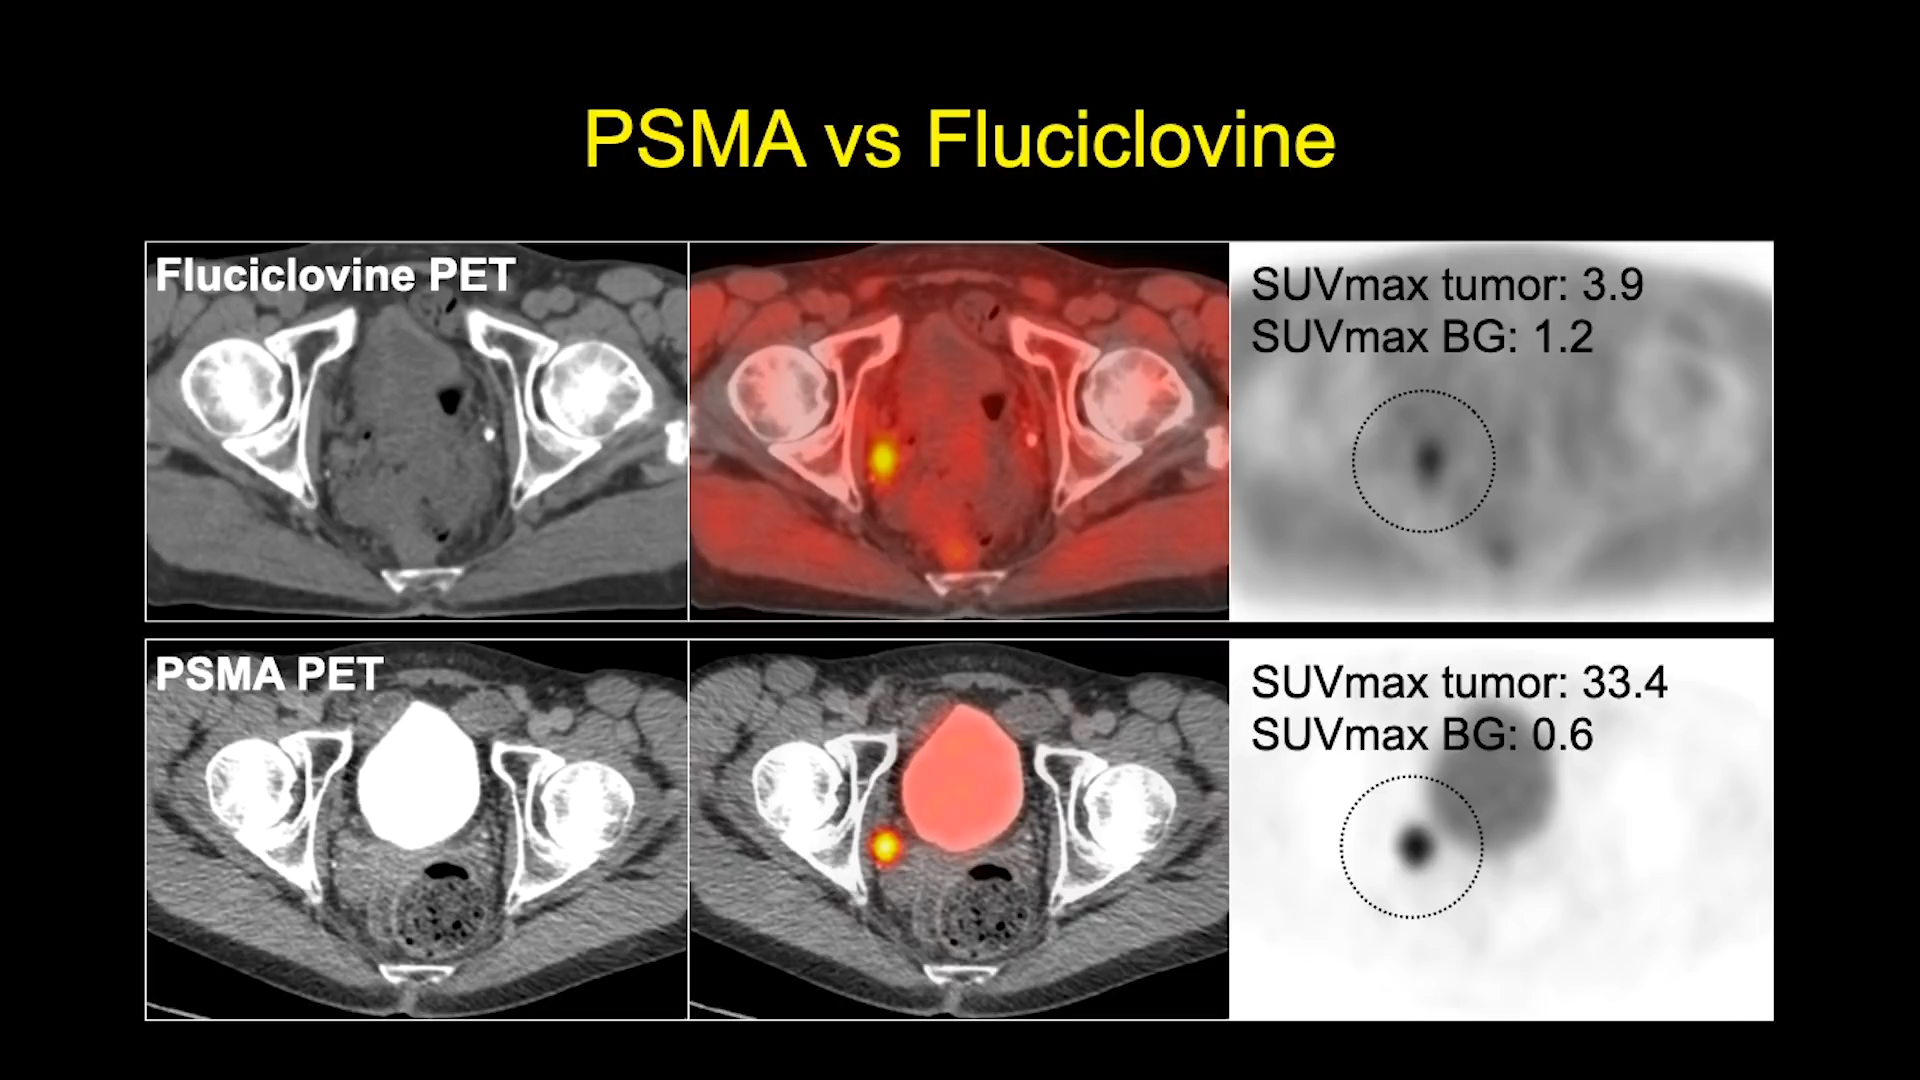 PSMA vs Fluciclovine
Fluciclovine PET
SUVmax tumor: 3.9
SUVmax BG: 1.2
PSMA PET
SUVmax tumor: 33.4
SUVmax BG: 0.6